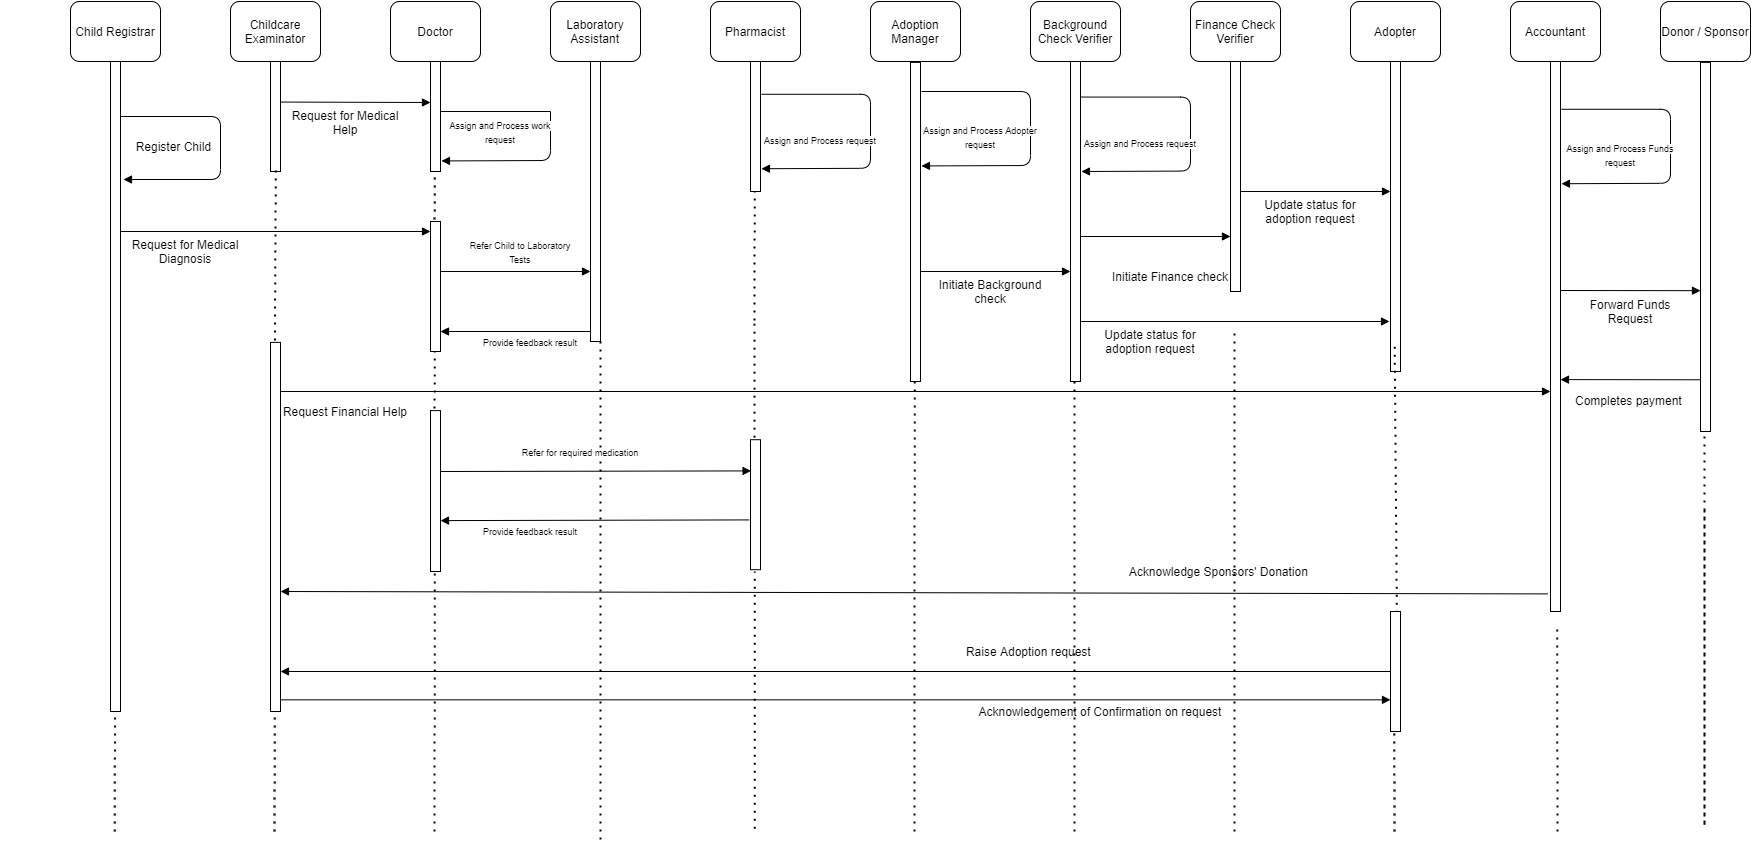 Child Registrar
Childcare
Examinator
Doctor
Laboratory
Assistant
Pharmacist
Adoption
Manager
Background
Check Verifier
Finance Check
Verifier
Adopter
Accountant
Donor / Sponsor
Request for Medical
Help
Assign and Process work
request
Register Child
Assign and Process request
Assign and Process Adopter
request
Assign and Process request
Assign and Process Funds
request
Update status for
adoption request
Request for Medical
Diagnosis
Refer Child to Laboratory
Tests
Initiate Background
check
Initiate Finance check
Forward Funds
Request
Provide feedback result
Update status for
adoption request
Request Financial Help
Completes payment
Refer for required medication
Provide feedback result
Acknowledge Sponsors' Donation
Raise Adoption request
Acknowledgement of Confirmation on request